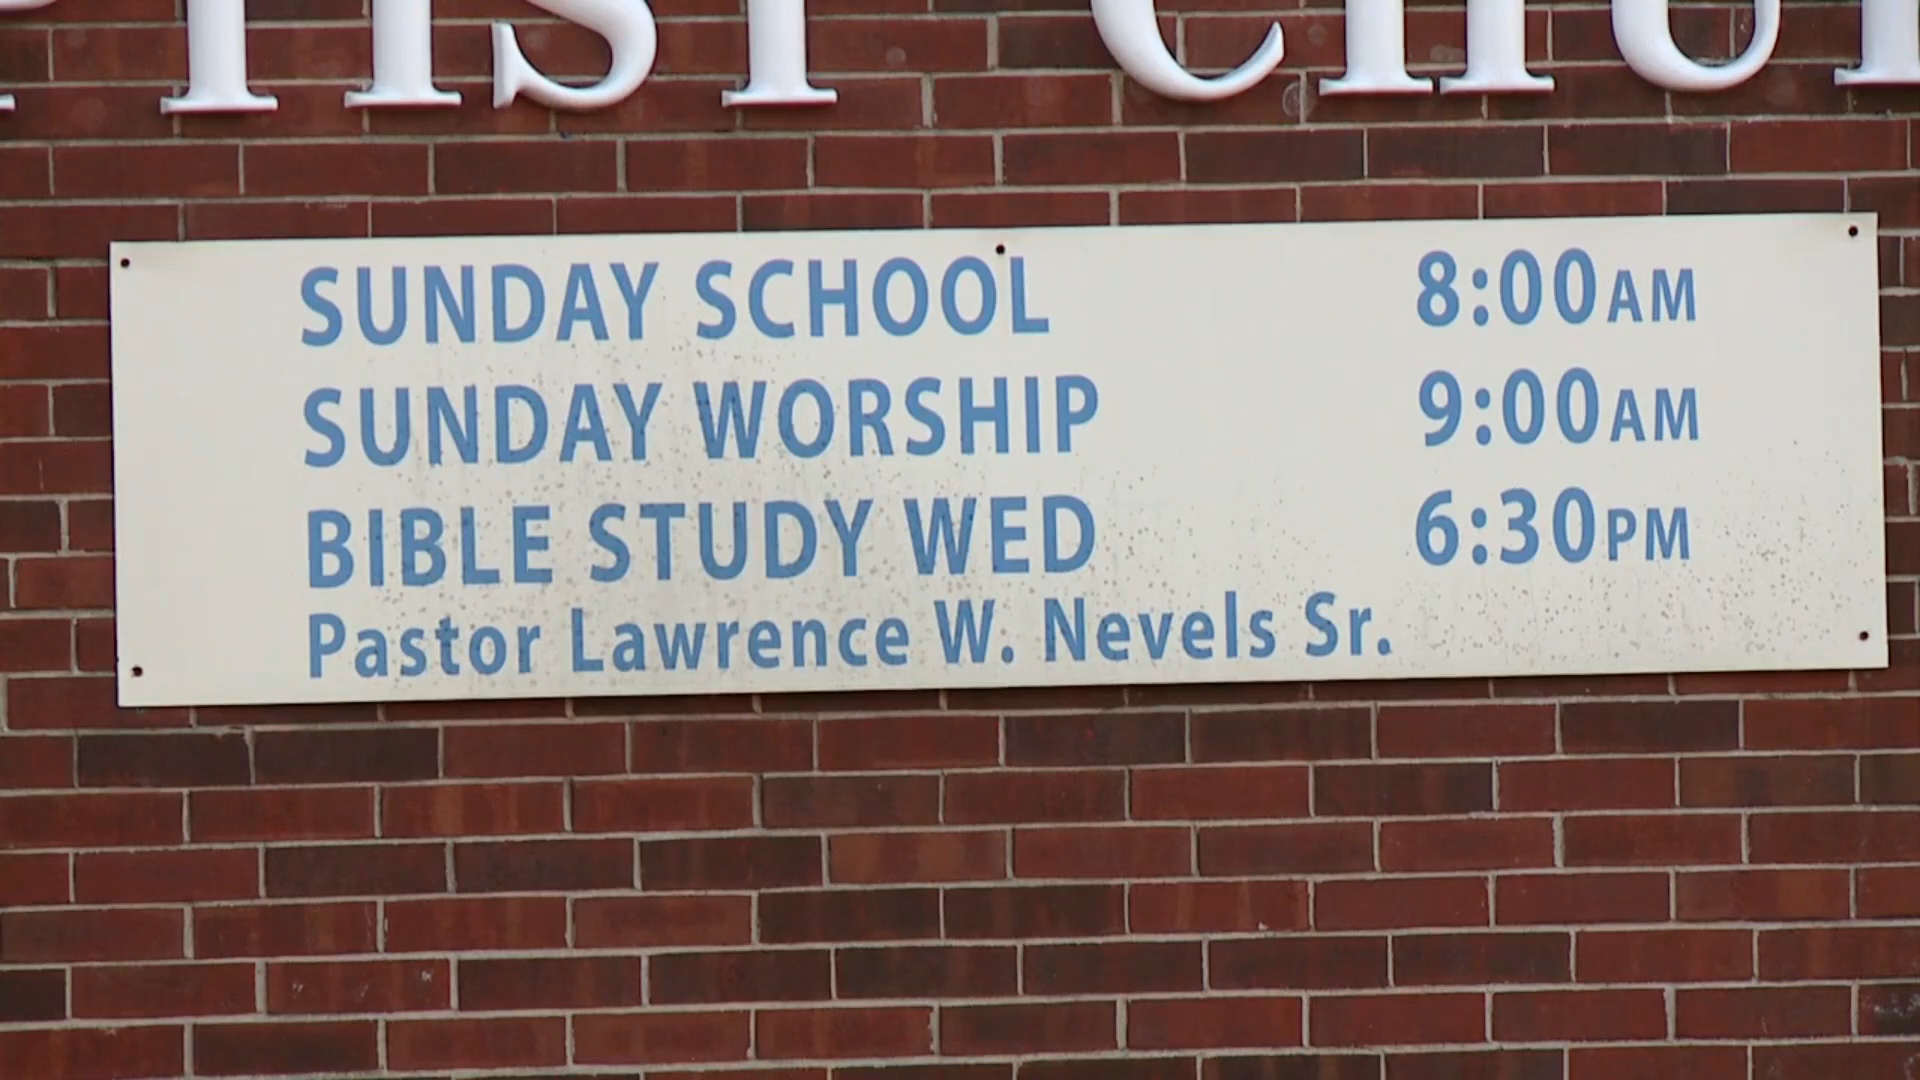 SUNDAY SCHOOL 8:00AM
SUNDAY WORSHIP 9:00AM
BIBLE STUDY WED 6:30PM
Pastor Lawrence W. Nevels Sr.